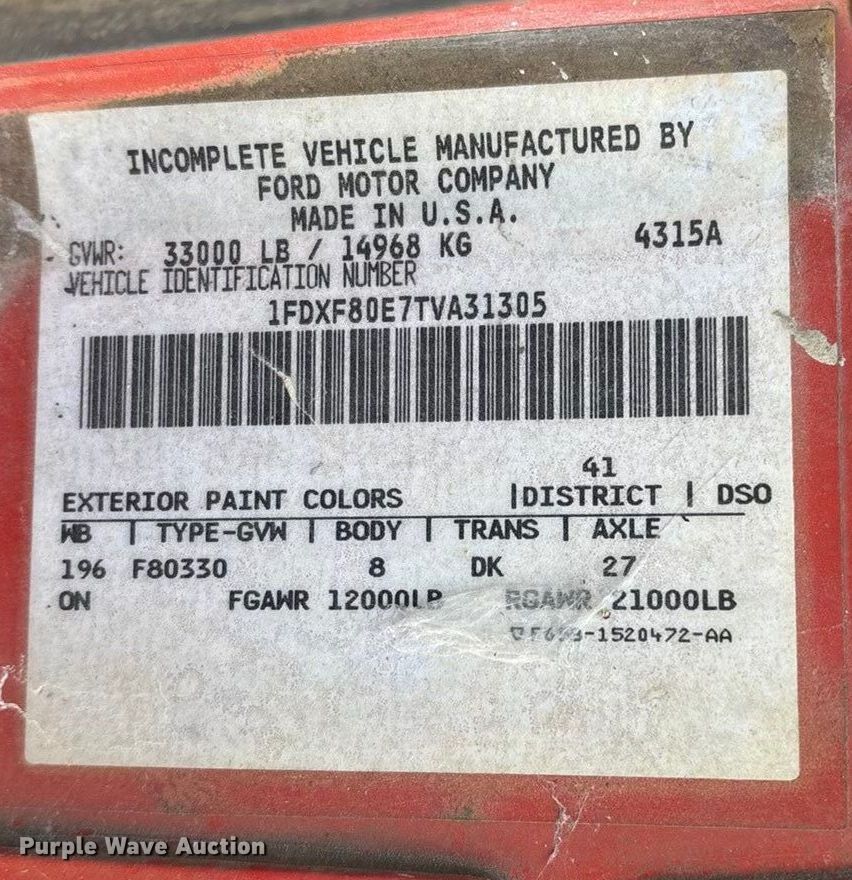 INCOMPLETE VEHICLE MANUFACTURED BY
FORD MOTOR COMPANY
MADE IN U.S.A.
GVWR: 33000 LB / 14968 KG 4315A
VEHICLE IDENTIFICATION NUMBER
1FDXF80E7TVA31305
41
EXTERIOR PAINT COLORS |DISTRICT | DSO
WB | TYPE-GVW | BODY | TRANS | AXLE
196 F80330 8 DK 27
ON FGAWR 12000LB RGAWR 21000LB
Purple Wave Auction